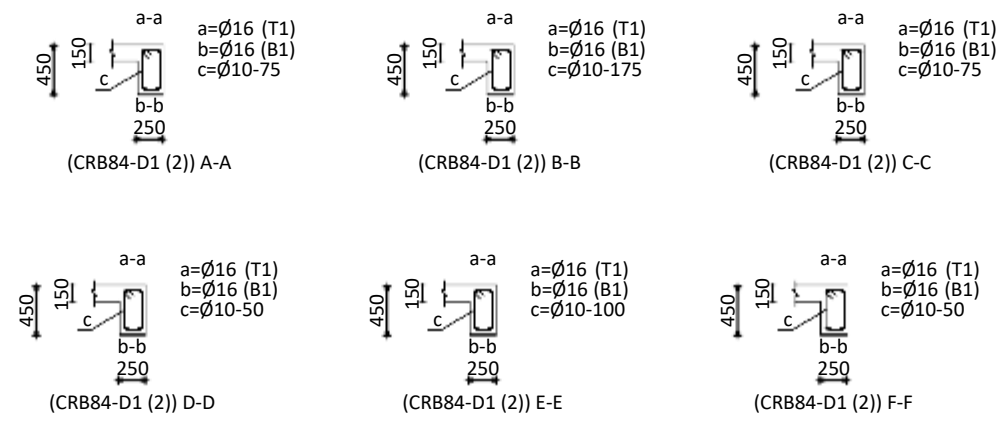 a-a
a=Ø16 (T1)
b=Ø16 (B1)
c=Ø10-75
450
150
c
b-b
250
(CRB84-D1 (2)) A-A
a-a
a=Ø16 (T1)
b=Ø16 (B1)
c=Ø10-175
450
150
c
b-b
250
(CRB84-D1 (2)) B-B
a-a
a=Ø16 (T1)
b=Ø16 (B1)
c=Ø10-75
450
150
c
b-b
250
(CRB84-D1 (2)) C-C
a-a
a=Ø16 (T1)
b=Ø16 (B1)
c=Ø10-50
450
150
c
b-b
250
(CRB84-D1 (2)) D-D
a-a
a=Ø16 (T1)
b=Ø16 (B1)
c=Ø10-100
450
150
c
b-b
250
(CRB84-D1 (2)) E-E
a-a
a=Ø16 (T1)
b=Ø16 (B1)
c=Ø10-50
450
150
c
b-b
250
(CRB84-D1 (2)) F-F